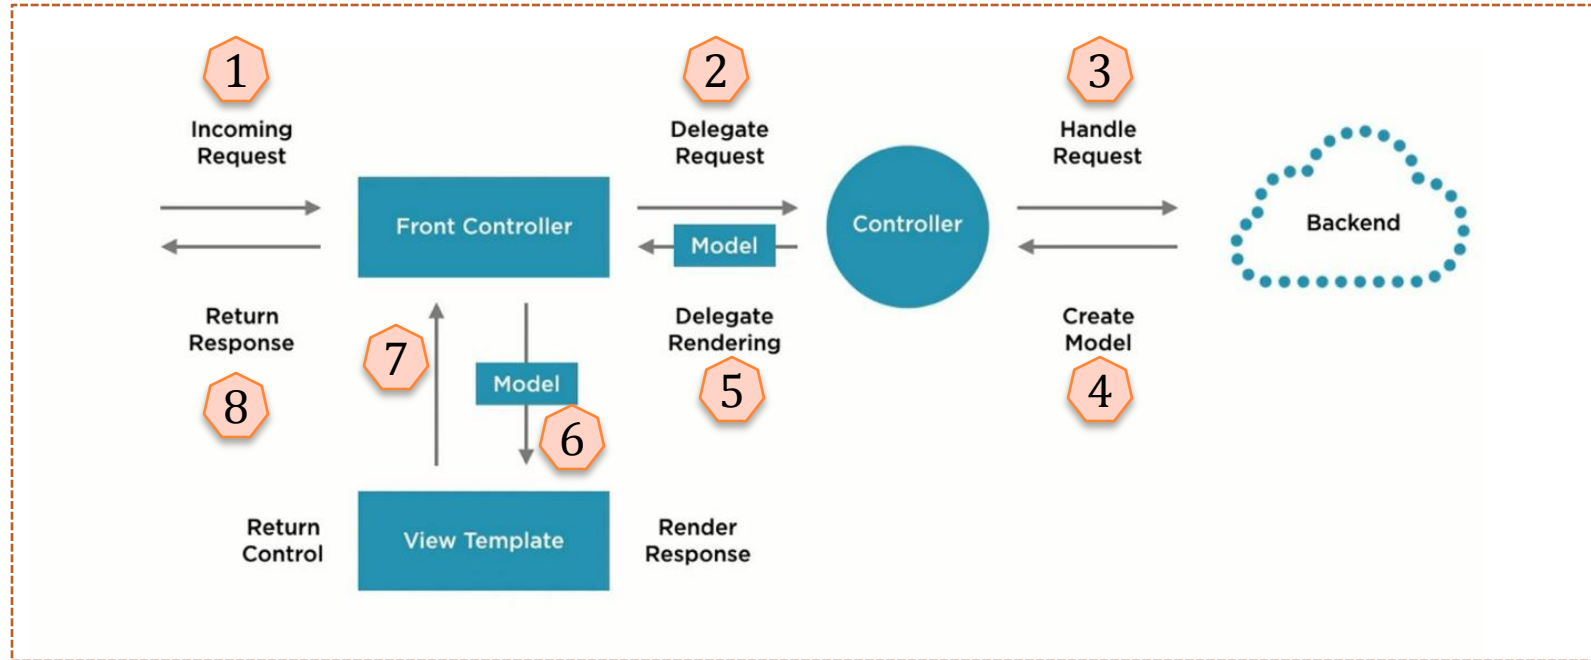 1
2
3
Incoming
Request
Delegate
Request
Handle
Request
Front Controller
Model
Controller
Backend
Return
Response
8
7
Model
6
Delegate
Rendering
5
Create
Model
4
Return
Control
View Template
Render
Response